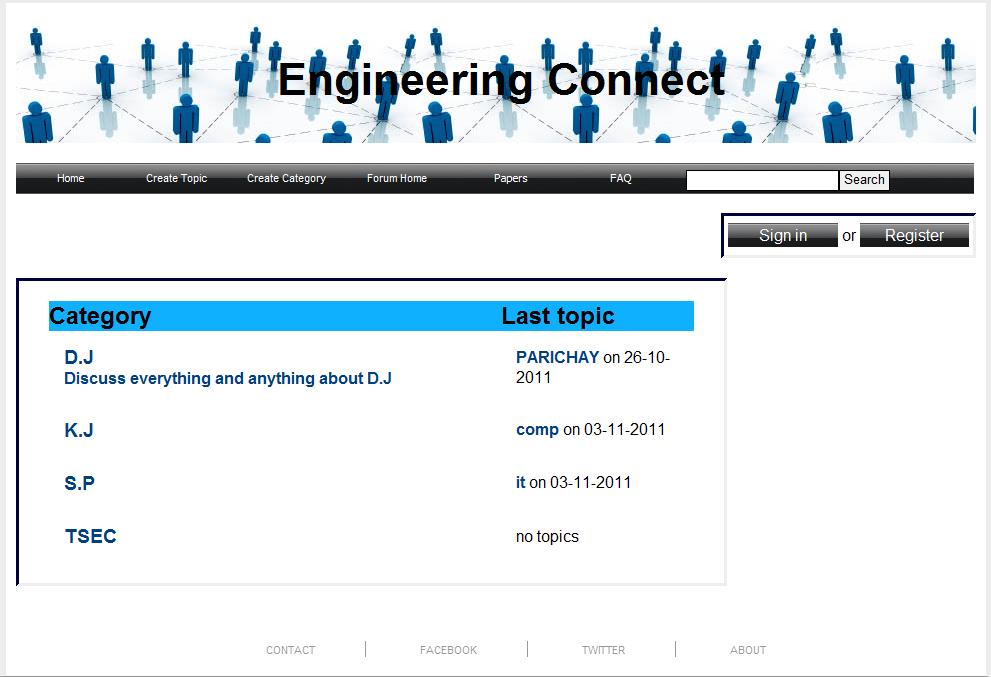 Engineering Connect
Home Create Topic Create Category Forum Home Papers FAQ Search
Sign in or Register
Category Last topic
D.J PARICHAY on 26-10-
Discuss everything and anything about D.J 2011
K.J comp on 03-11-2011
S.P it on 03-11-2011
TSEC no topics
CONTACT FACEBOOK TWITTER ABOUT